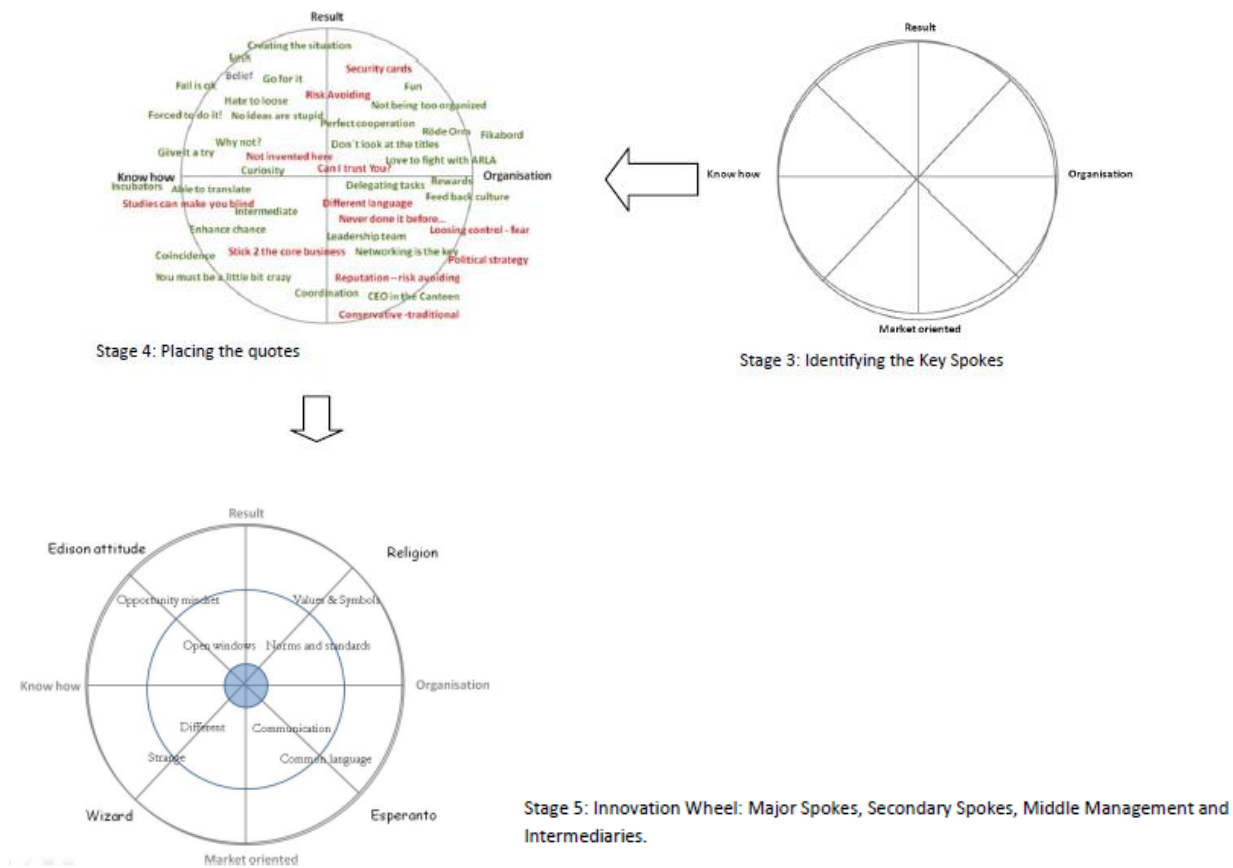 Result
Creating the situation
Belief
Go for it
Security cards
Fail is ok
Fun
Hate to loose
Risk Avoiding
Not being too organized
Forced to do it!
No ideas are stupid
Perfect cooperation
Röde Orm
Fikabord
Why not?
Don´t look at the titles
Give it a try
Not invented here
Love to fight with ARLA
Curiosity
Can I trust You?
Know how
Organisation
Incubators
Able to translate
Delegating tasks
Rewards
Studies can make you blind
Intermediate
Different language
Feed back culture
Never done it before...
Enhance chance
Leadership team
Loosing control - fear
Coincidence
Stick 2 the core business
Networking is the key
Political strategy
You must be a little bit crazy
Reputation – risk avoiding
Coordination
CEO in the Canteen
Conservative -traditional
Stage 4: Placing the quotes
Result
Know how
Organisation
Market oriented
Stage 3: Identifying the Key Spokes
Result
Edison attitude
Religion
Opportunity mindset
Values & Symbols
Open windows
Norms and standards
Know how
Organisation
Different
Communication
Strange
Common language
Wizard
Esperanto
Market oriented
Stage 5: Innovation Wheel: Major Spokes, Secondary Spokes, Middle Management and
Intermediaries.